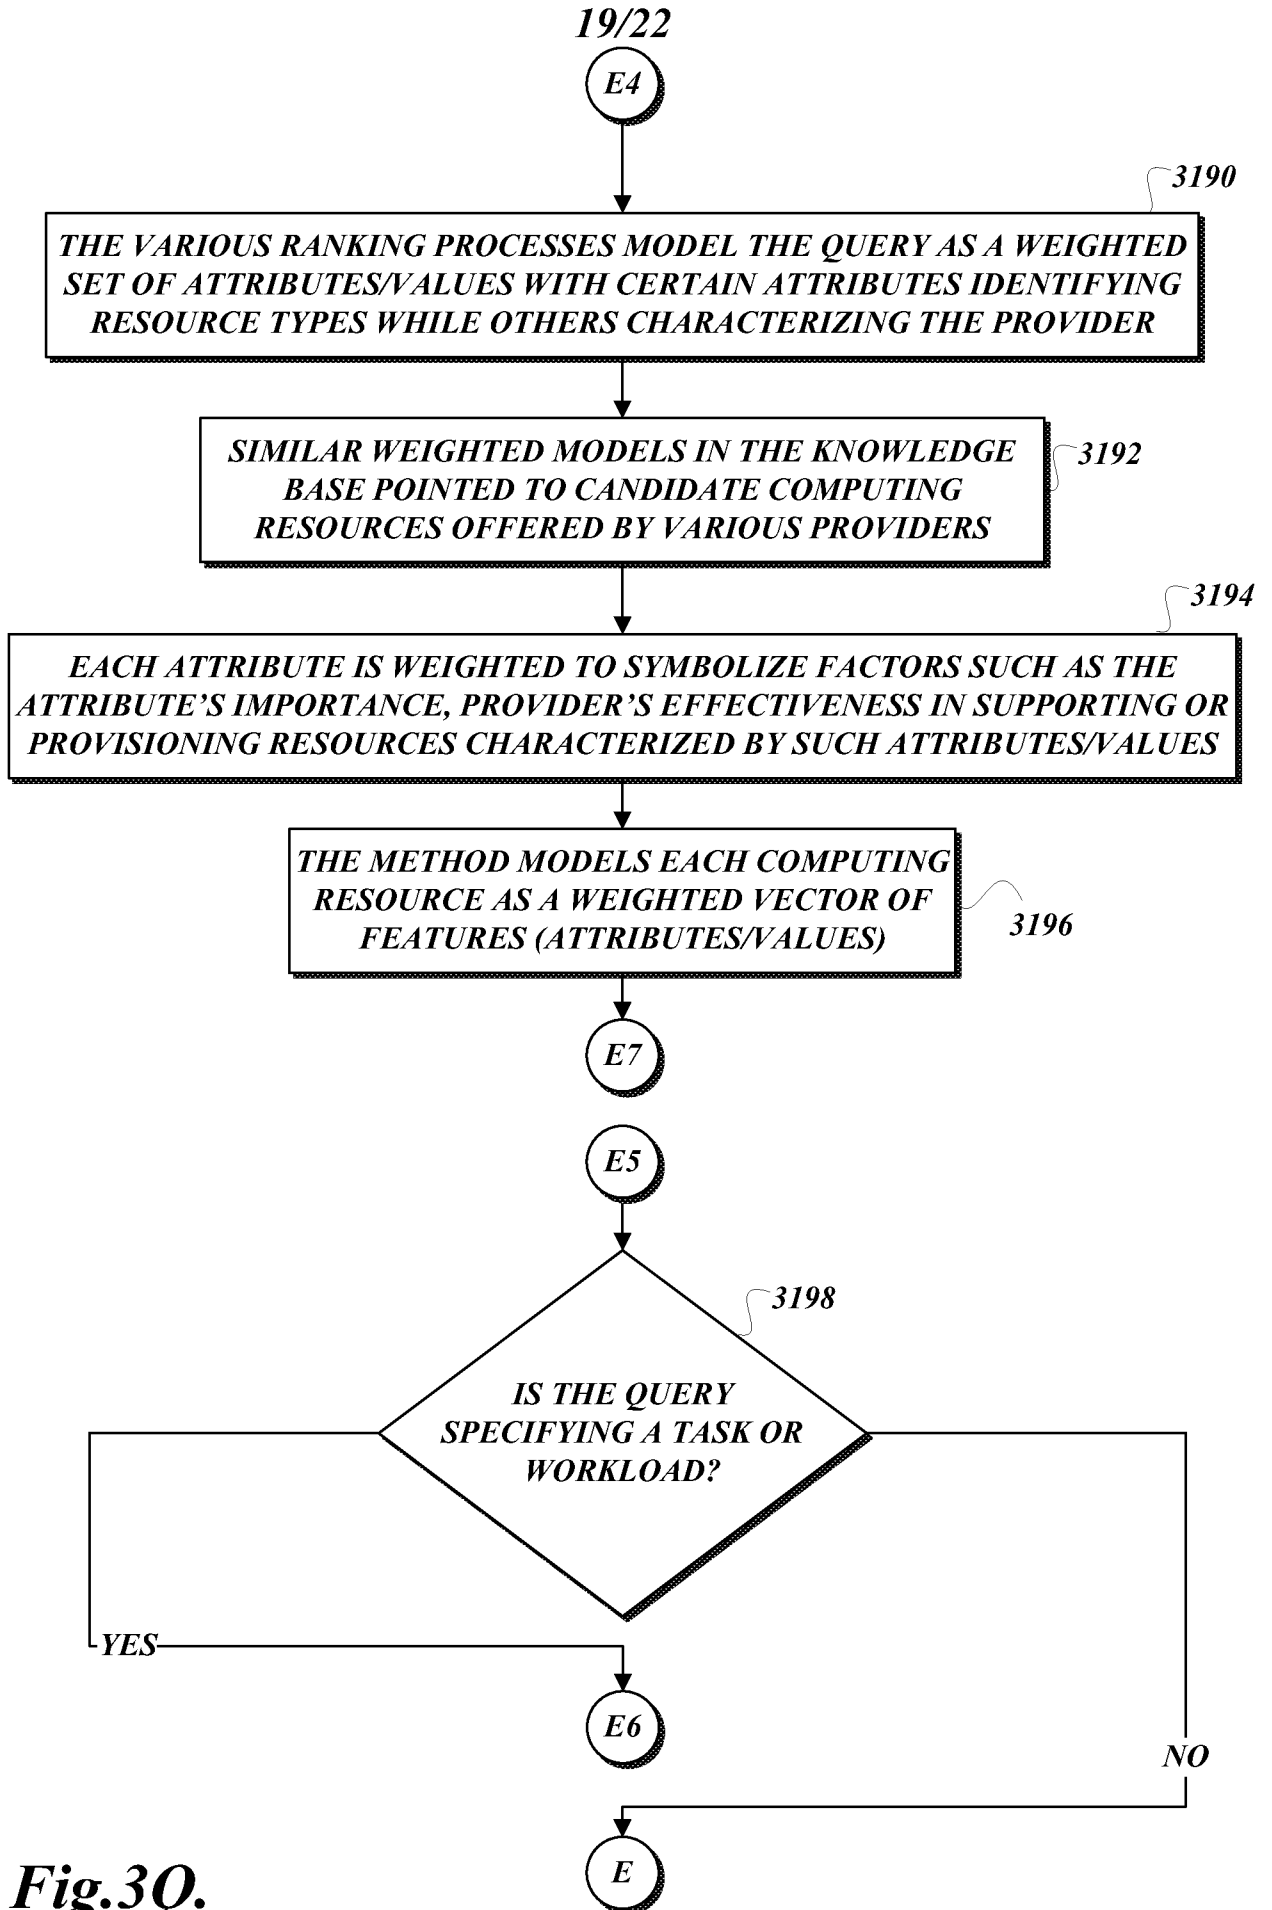 19/22
E4
3190
THE VARIOUS RANKING PROCESSES MODEL THE QUERY AS A WEIGHTED
SET OF ATTRIBUTES/VALUES WITH CERTAIN ATTRIBUTES IDENTIFYING
RESOURCE TYPES WHILE OTHERS CHARACTERIZING THE PROVIDER
SIMILAR WEIGHTED MODELS IN THE KNOWLEDGE
BASE POINTED TO CANDIDATE COMPUTING
RESOURCES OFFERED BY VARIOUS PROVIDERS
3192
3194
EACH ATTRIBUTE IS WEIGHTED TO SYMBOLIZE FACTORS SUCH AS THE
ATTRIBUTE'S IMPORTANCE, PROVIDER'S EFFECTIVENESS IN SUPPORTING OR
PROVISIONING RESOURCES CHARACTERIZED BY SUCH ATTRIBUTES/VALUES
THE METHOD MODELS EACH COMPUTING
RESOURCE AS A WEIGHTED VECTOR OF
FEATURES (ATTRIBUTES/VALUES)
3196
E7
E5
3198
IS THE QUERY
SPECIFYING A TASK OR
WORKLOAD?
YES
E6
NO
E
Fig.3O.